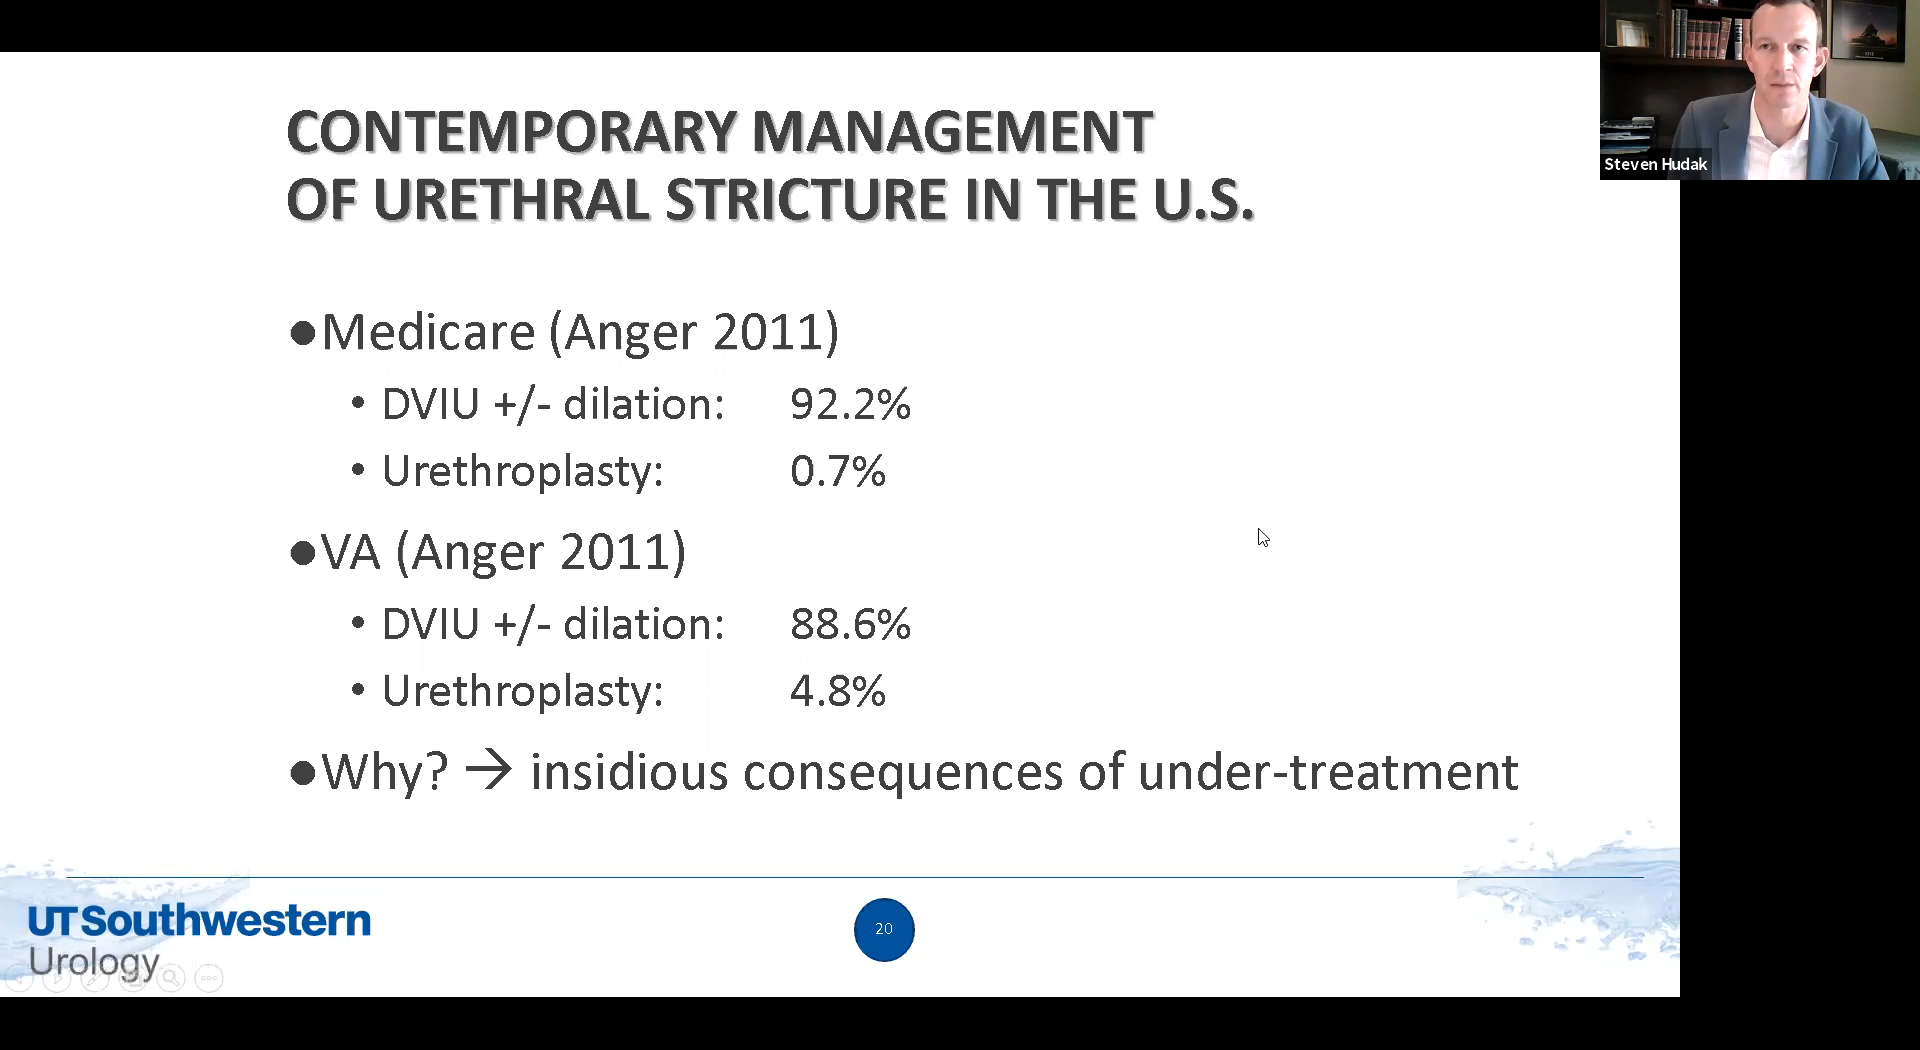 Steven Hudak
CONTEMPORARY MANAGEMENT
OF URETHRAL STRICTURE IN THE U.S.
●Medicare (Anger 2011)
• DVIU +/- dilation: 92.2%
• Urethroplasty: 0.7%
●VA (Anger 2011)
• DVIU +/- dilation: 88.6%
• Urethroplasty: 4.8%
●Why? → insidious consequences of under-treatment
UTSouthwestern
Urology
20